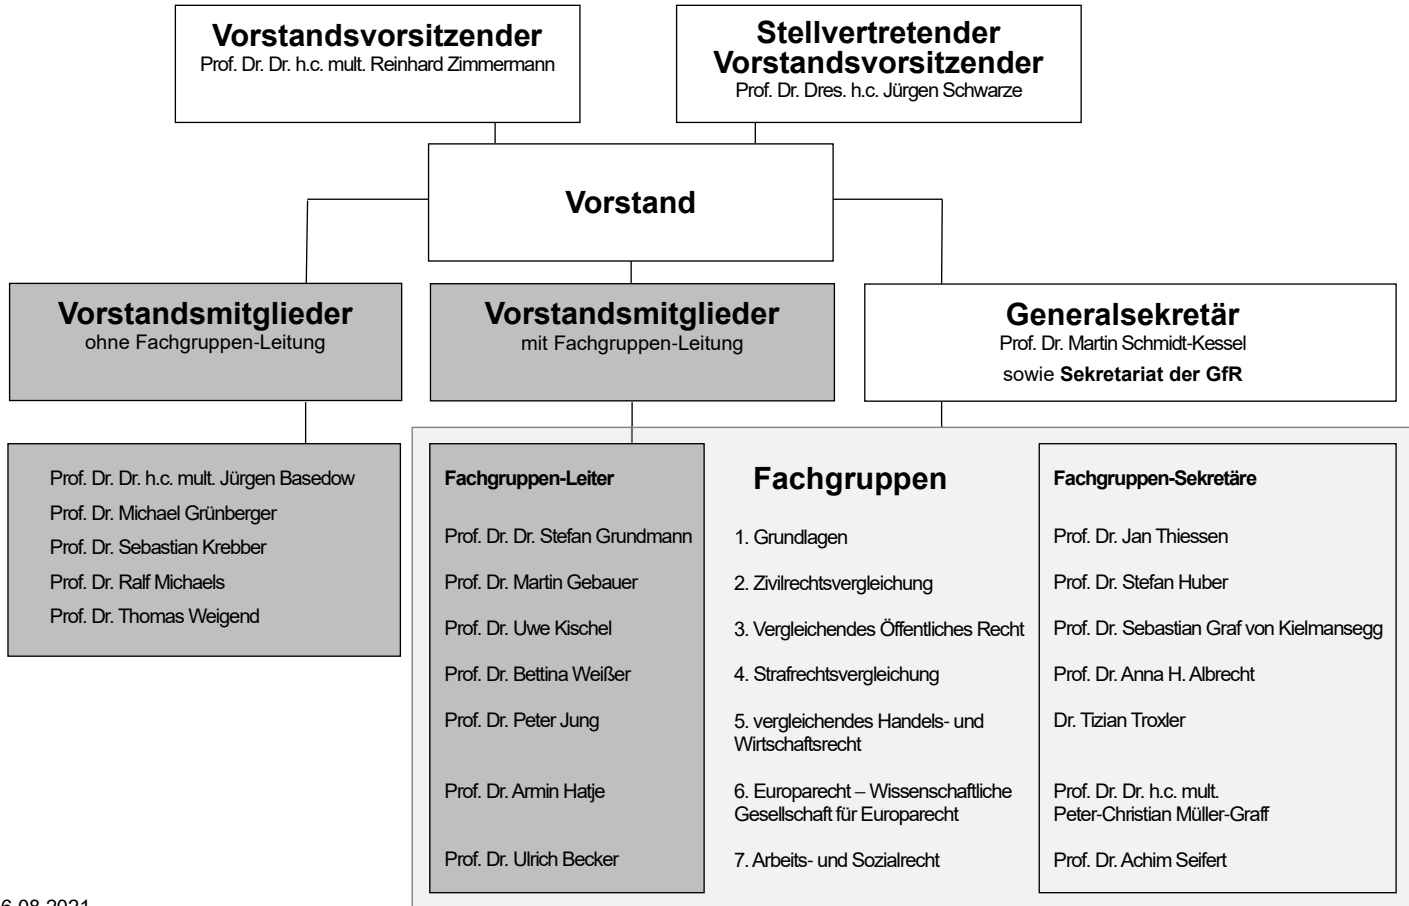 Vorstandsvorsitzender
Prof. Dr. Dr. h.c. mult. Reinhard Zimmermann
Stellvertretender
Vorstandsvorsitzender
Prof. Dr. Dres. h.c. Jürgen Schwarze
Vorstand
Vorstandsmitglieder
ohne Fachgruppen-Leitung
Vorstandsmitglieder
mit Fachgruppen-Leitung
Generalsekretär
Prof. Dr. Martin Schmidt-Kessel
sowie Sekretariat der GfR
Prof. Dr. Dr. h.c. mult. Jürgen Basedow
Prof. Dr. Michael Grünberger
Prof. Dr. Sebastian Krebber
Prof. Dr. Ralf Michaels
Prof. Dr. Thomas Weigend
Fachgruppen-Leiter
Prof. Dr. Dr. Stefan Grundmann
Prof. Dr. Martin Gebauer
Prof. Dr. Uwe Kischel
Prof. Dr. Bettina Weißer
Prof. Dr. Peter Jung
Prof. Dr. Armin Hatje
Prof. Dr. Ulrich Becker
Fachgruppen
1. Grundlagen
2. Zivilrechtsvergleichung
3. Vergleichendes Öffentliches Recht
4. Strafrechtsvergleichung
5. vergleichendes Handels- und
Wirtschaftsrecht
6. Europarecht – Wissenschaftliche
Gesellschaft für Europarecht
7. Arbeits- und Sozialrecht
Fachgruppen-Sekretäre
Prof. Dr. Jan Thiessen
Prof. Dr. Stefan Huber
Prof. Dr. Sebastian Graf von Kielmansegg
Prof. Dr. Anna H. Albrecht
Dr. Tizian Troxler
Prof. Dr. Dr. h.c. mult.
Peter-Christian Müller-Graff
Prof. Dr. Achim Seifert